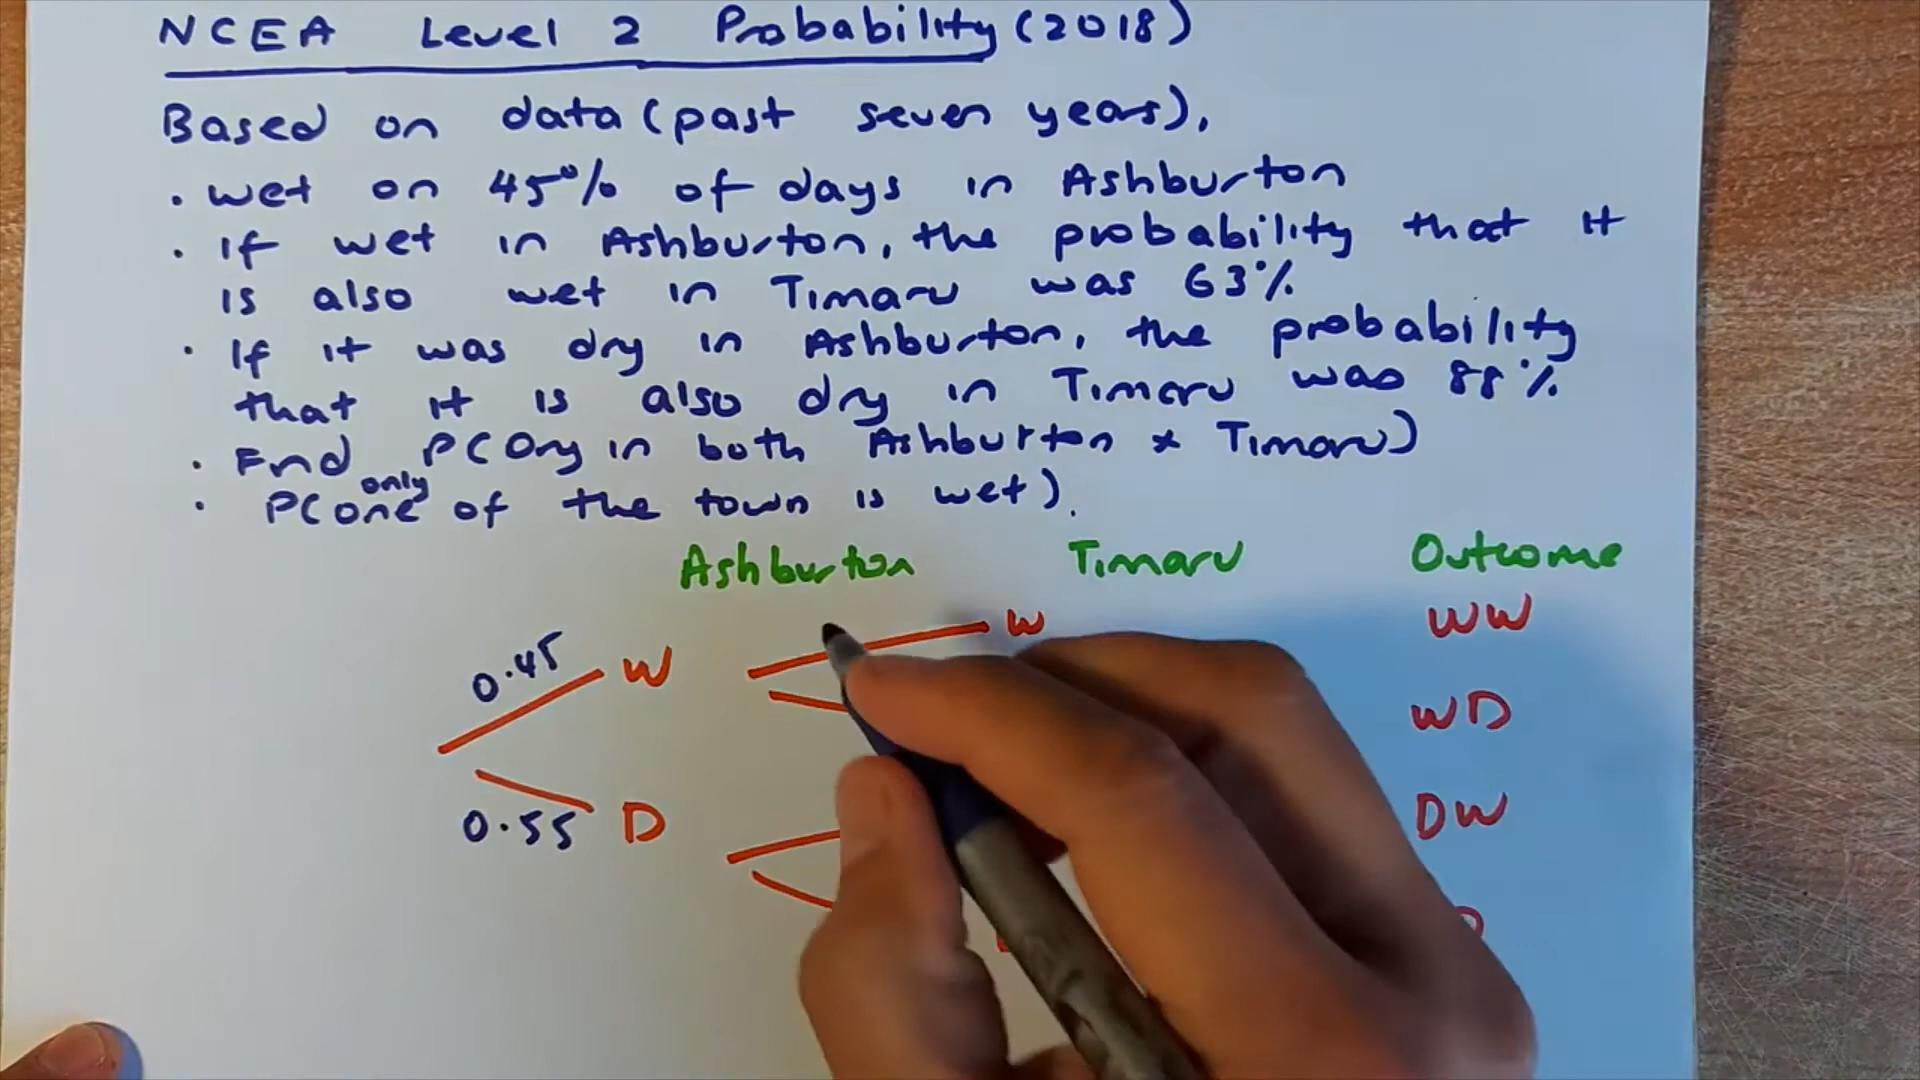 NCEA Level 2 Probability (2018)
Based on data (past seven years),
. wet on 45% of days in Ashburton
. If wet in Ashburton, the probability that it
is also wet in Timaru was 63%
. If it was dry in Ashburton, the probability
that it is also dry in Timaru was 88%
. Find P(Dry in both Ashburton & Timaru)
only
. P(one of the town is wet).
Ashburton Timaru Outcome
W WW
0.45 W
WD
0.55 D DW